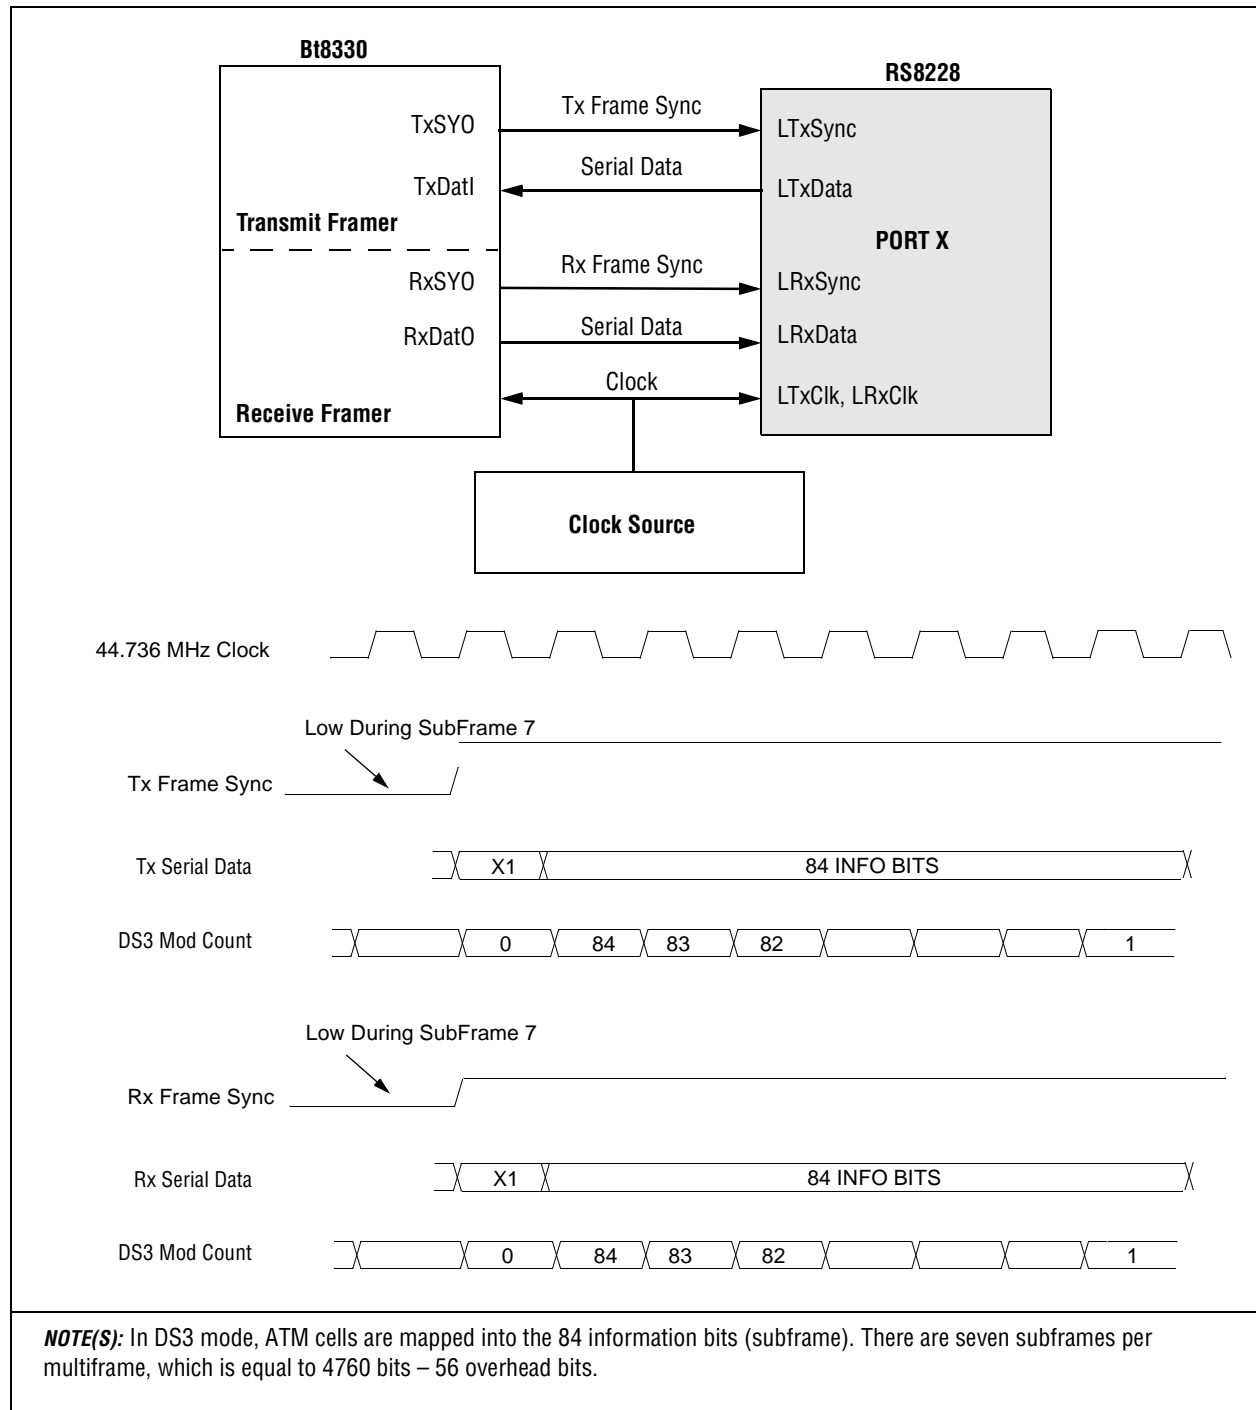 Bt8330
RS8228
TxSYO
Tx Frame Sync
LTxSync
TxDatI
Serial Data
LTxData
Transmit Framer
PORT X
RxSYO
Rx Frame Sync
LRxSync
RxDatO
Serial Data
LRxData
Clock
LTxClk, LRxClk
Receive Framer
Clock Source
44.736 MHz Clock
Low During SubFrame 7
Tx Frame Sync
Tx Serial Data X1 84 INFO BITS
DS3 Mod Count 0 84 83 82 1
Low During SubFrame 7
Rx Frame Sync
Rx Serial Data X1 84 INFO BITS
DS3 Mod Count 0 84 83 82 1
NOTE(S): In DS3 mode, ATM cells are mapped into the 84 information bits (subframe). There are seven subframes per
multiframe, which is equal to 4760 bits – 56 overhead bits.